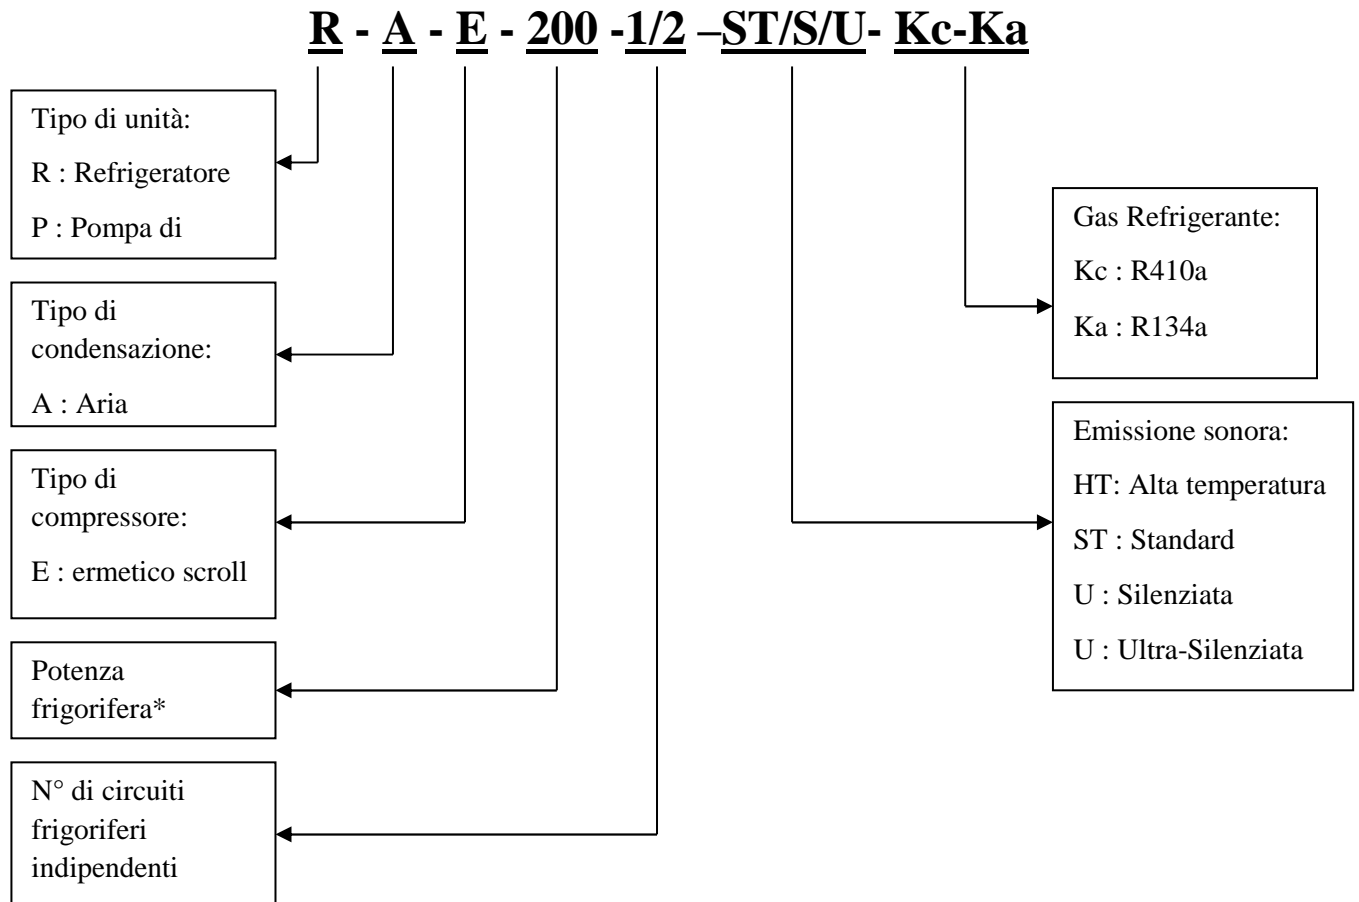 R - A - E - 200 -1/2 –ST/S/U- Kc-Ka
Tipo di unità:
R : Refrigeratore
P : Pompa di
Tipo di
condensazione:
A : Aria
Tipo di
compressore:
E : ermetico scroll
Potenza
frigorifera*
N° di circuiti
frigoriferi
indipendenti
Gas Refrigerante:
Kc : R410a
Ka : R134a
Emissione sonora:
HT: Alta temperatura
ST : Standard
U : Silenziata
U : Ultra-Silenziata